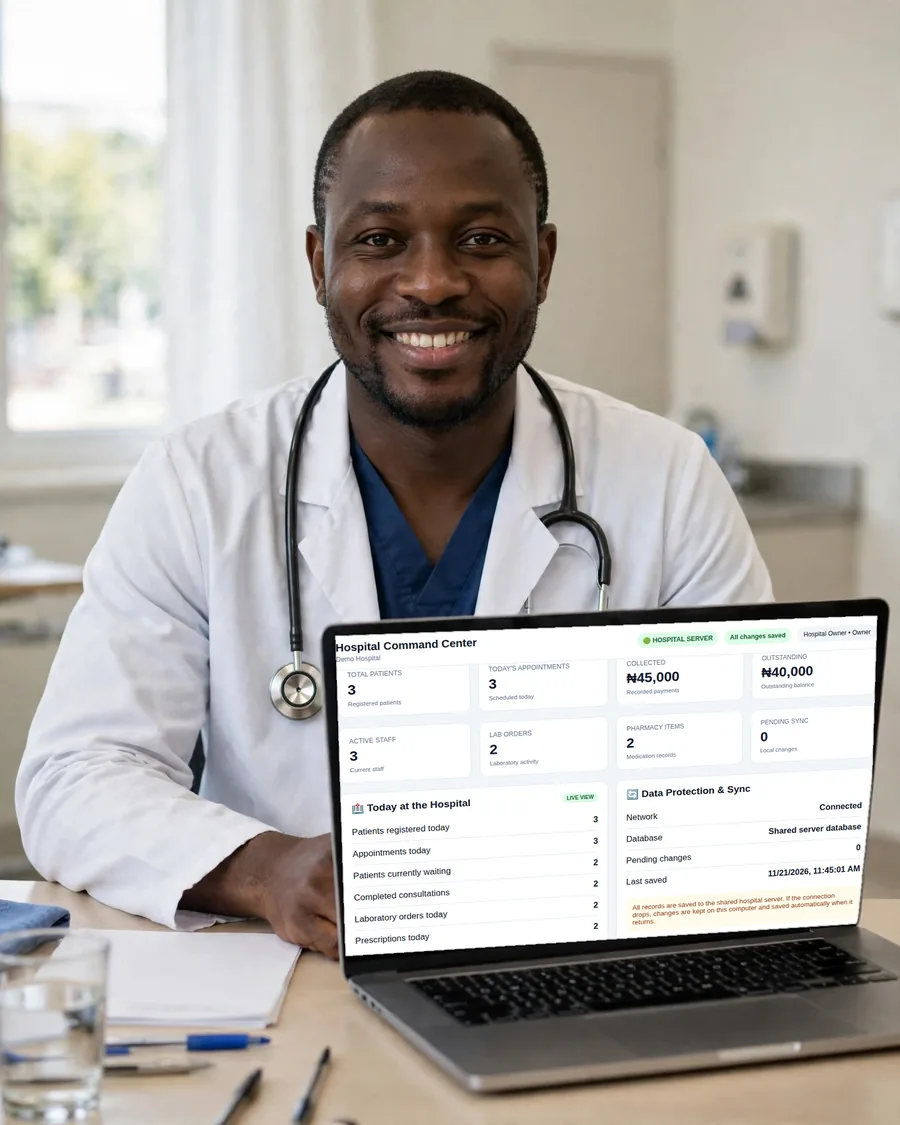 Hospital Command Center
Demo Hospital
HOSPITAL SERVER
All changes saved
Hospital Owner • Owner
TOTAL PATIENTS
3
Registered patients
TODAY'S APPOINTMENTS
3
Scheduled today
COLLECTED
₦45,000
Recorded payments
OUTSTANDING
₦40,000
Outstanding balance
ACTIVE STAFF
3
Current staff
LAB ORDERS
2
Laboratory activity
PHARMACY ITEMS
2
Medication records
PENDING SYNC
0
Local changes
Today at the Hospital
LIVE VIEW
Patients registered today 3
Appointments today 3
Patients currently waiting 2
Completed consultations 2
Laboratory orders today 2
Prescriptions today 2
Data Protection & Sync
Network Connected
Database Shared server database
Pending changes 0
Last saved 11/21/2026, 11:45:01 AM
All records are saved to the shared hospital server. If the connection
drops, changes are kept on this computer and saved automatically when it
returns.